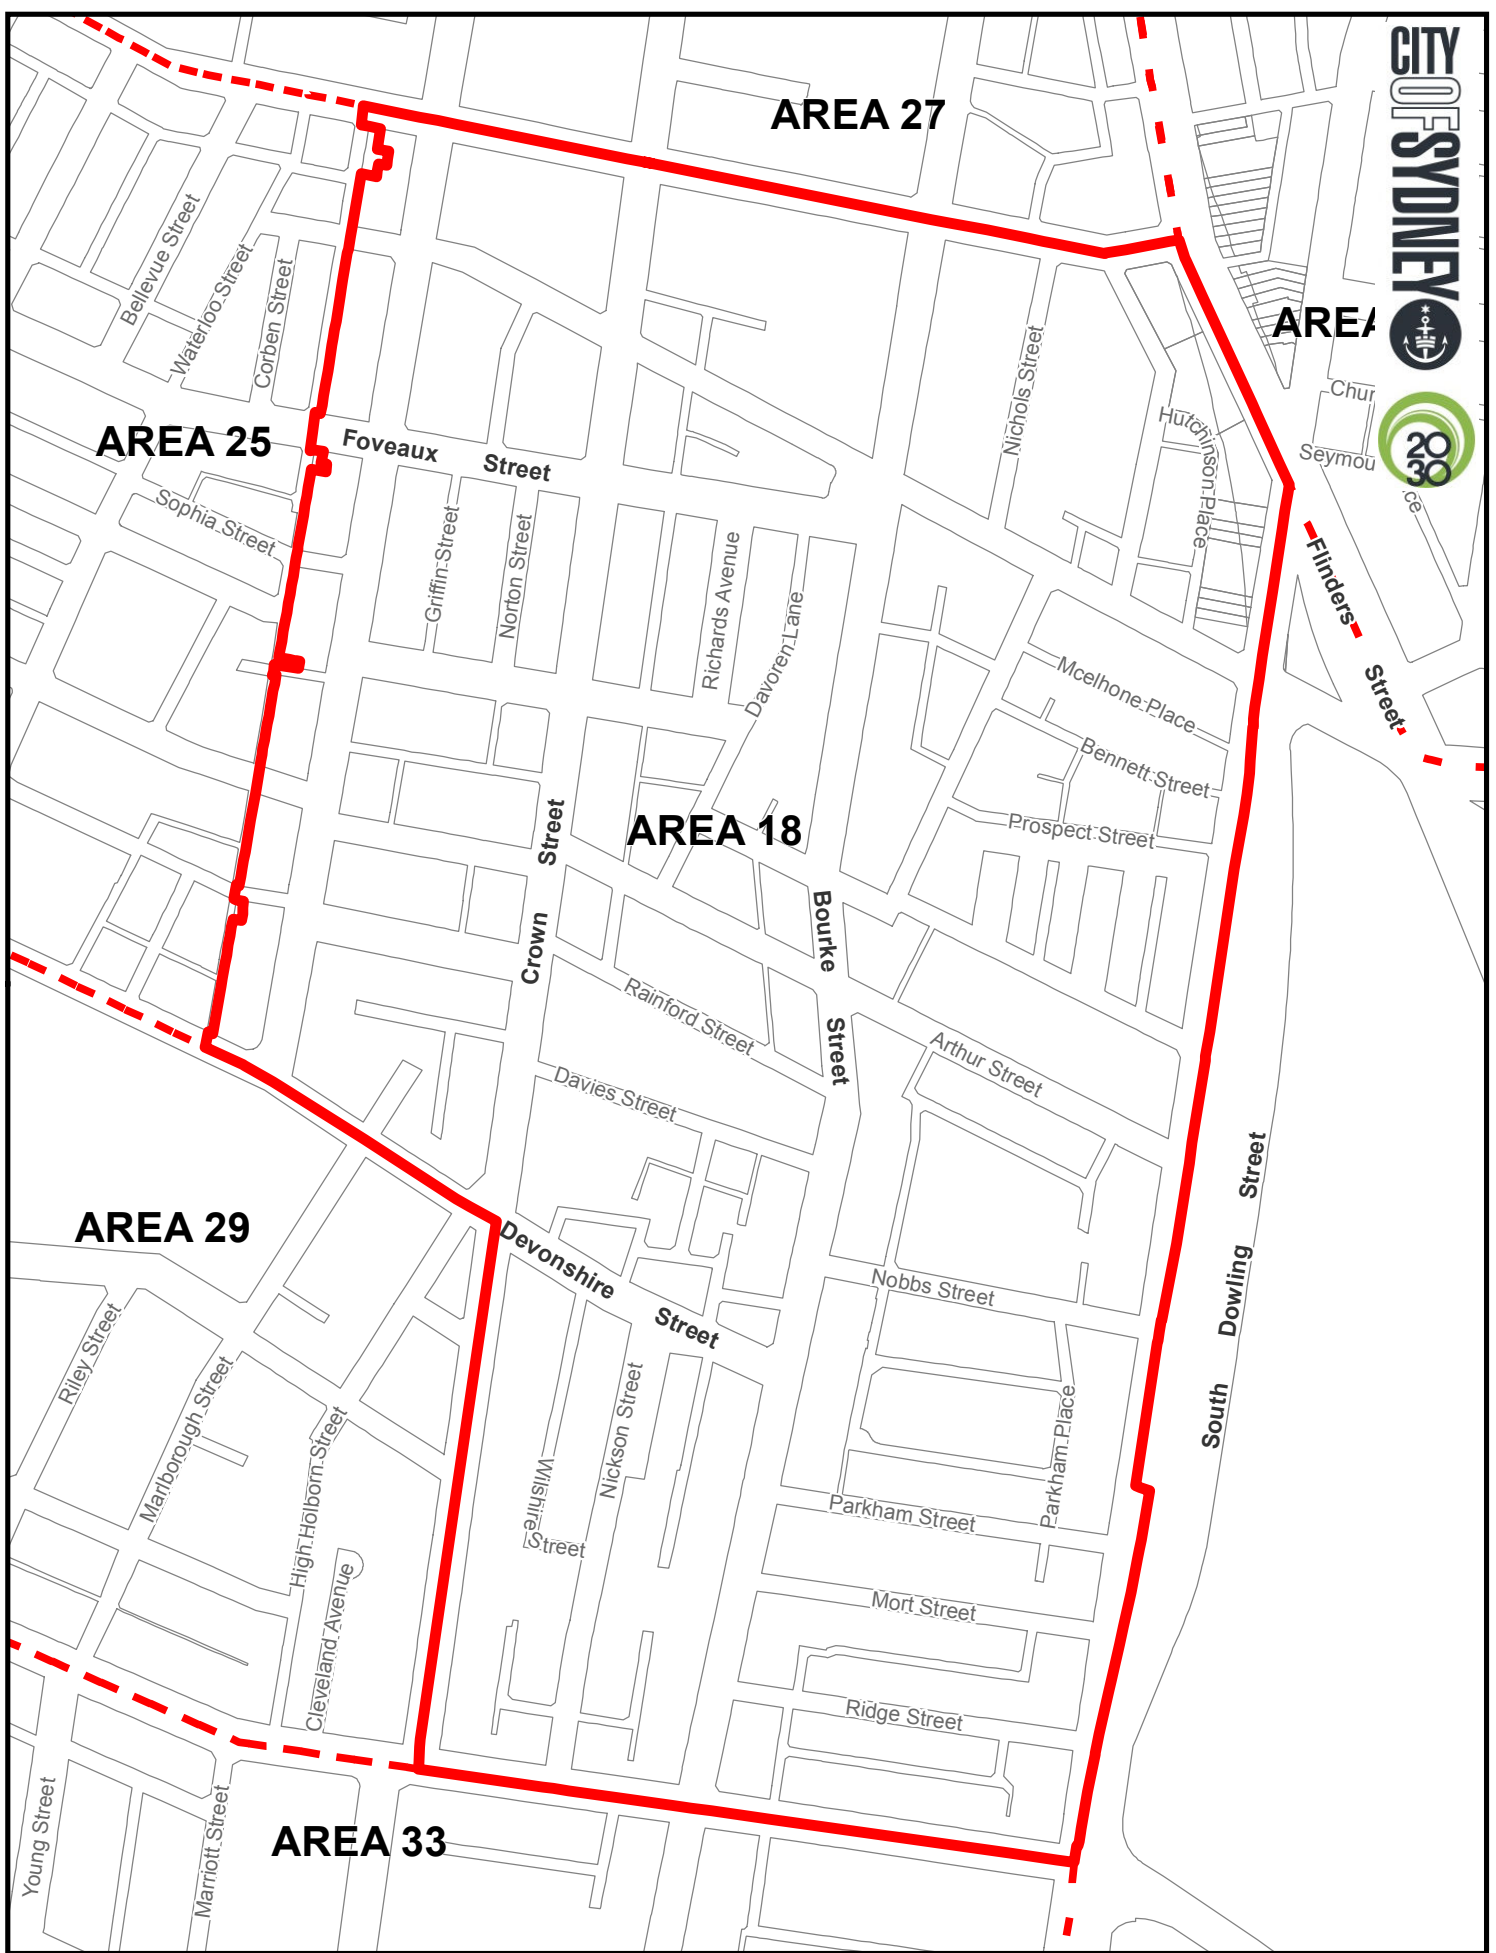 CITY OF SYDNEY
2030
AREA 27
AREA
Bellevue Street
Waterloo Street
Corben Street
Nichols Street
Hutchinson Place
Chur
Seymou
ce
AREA 25
Foveaux Street
Sophia Street
Griffin Street
Norton Street
Richards Avenue
Davoren Lane
Flinders Street
Mcelhone Place
Bennett Street
Prospect Street
AREA 18
Crown Street
Bourke Street
Rainford Street
Arthur Street
Davies Street
South Dowling Street
AREA 29
Devonshire Street
Nobbs Street
Riley Street
Marlborough Street
High Holborn Street
Nickson Street
Wilshire Street
Parkham Place
Parkham Street
Cleveland Avenue
Mort Street
Ridge Street
Young Street
Marriott Street
AREA 33